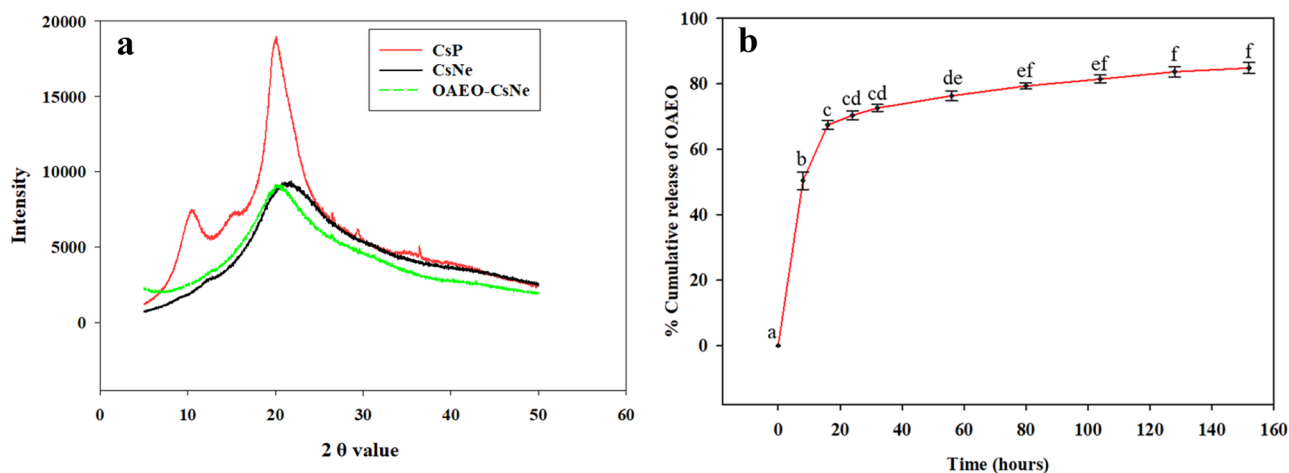 a
CsP
CsNe
OAEO-CsNe
20000
15000
10000
5000
0
Intensity
0 10 20 30 40 50 60
2 θ value
b
100
80
60
40
20
0
% Cumulative release of OAEO
a
b
c
cd
cd
de
ef
ef
f
f
0 20 40 60 80 100 120 140 160
Time (hours)